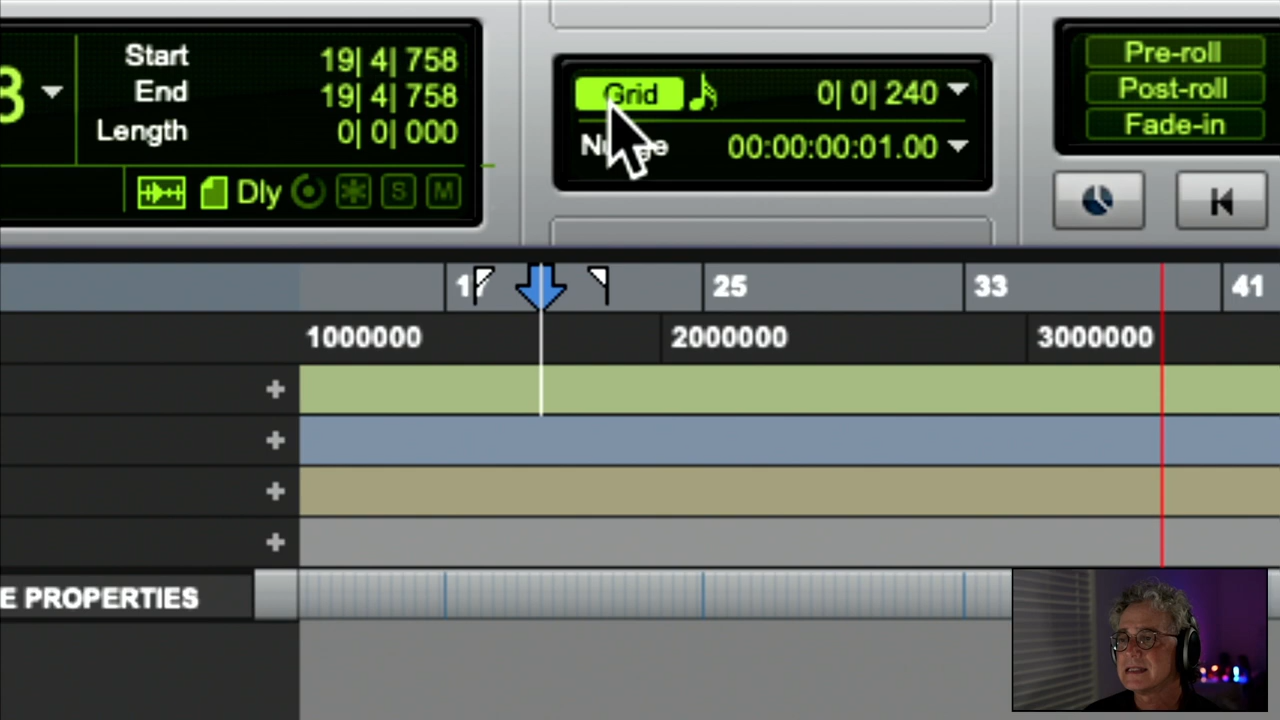 Start 19| 4| 758
End 19| 4| 758
Length 0| 0| 000
Dly S M
Grid 0| 0| 240
Nudge 00:00:00:01.00
Pre-roll
Post-roll
Fade-in
17 25 33 41
1000000 2000000 3000000
+
+
+
+
E PROPERTIES